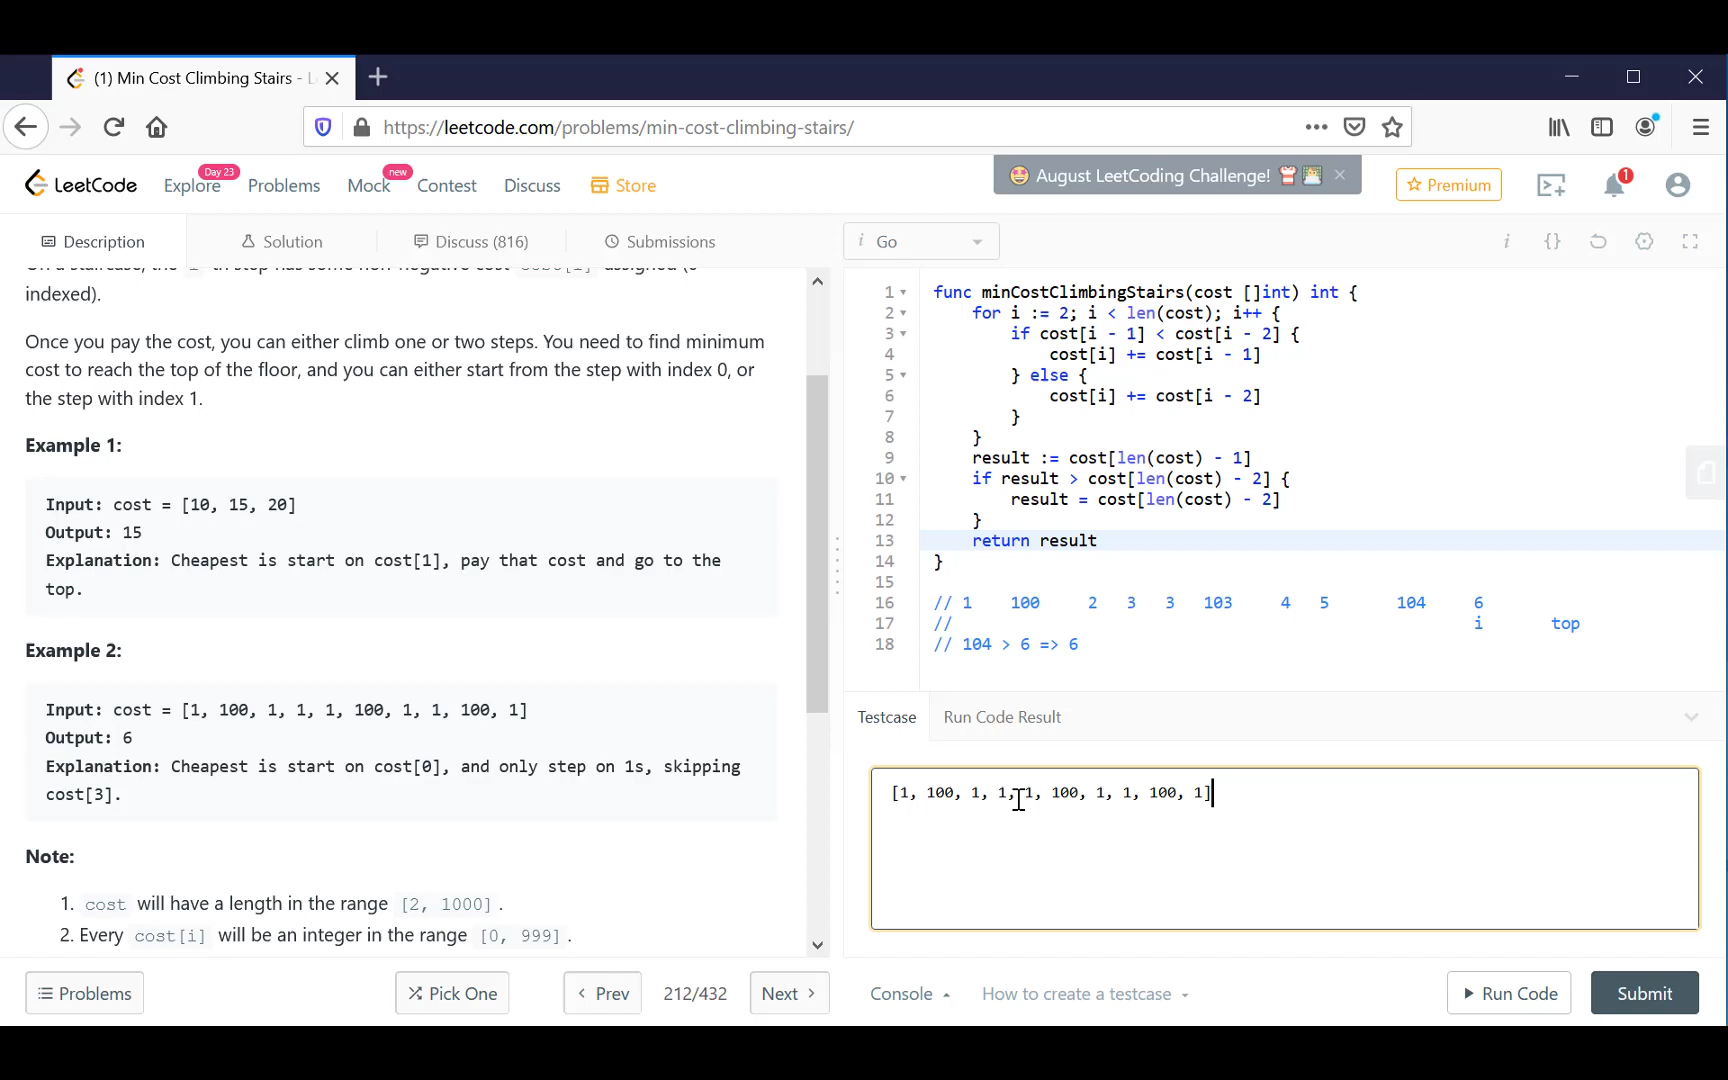 (1) Min Cost Climbing Stairs - L
https://leetcode.com/problems/min-cost-climbing-stairs/
LeetCode Explore Day 23 Problems Mock new Contest Discuss Store August LeetCoding Challenge! Premium 1
Description Solution Discuss (816) Submissions i Go
indexed).
Once you pay the cost, you can either climb one or two steps. You need to find minimum
cost to reach the top of the floor, and you can either start from the step with index 0, or
the step with index 1.
Example 1:
Input: cost = [10, 15, 20]
Output: 15
Explanation: Cheapest is start on cost[1], pay that cost and go to the
top.
Example 2:
Input: cost = [1, 100, 1, 1, 1, 100, 1, 1, 100, 1]
Output: 6
Explanation: Cheapest is start on cost[0], and only step on 1s, skipping
cost[3].
Note:
1. cost will have a length in the range [2, 1000].
2. Every cost[i] will be an integer in the range [0, 999].
1 func minCostClimbingStairs(cost []int) int {
2 for i := 2; i < len(cost); i++ {
3 if cost[i - 1] < cost[i - 2] {
4 cost[i] += cost[i - 1]
5 } else {
6 cost[i] += cost[i - 2]
7 }
8 }
9 result := cost[len(cost) - 1]
10 if result > cost[len(cost) - 2] {
11 result = cost[len(cost) - 2]
12 }
13 return result
14 }
15
16 // 1 100 2 3 3 103 4 5 104 6
17 // i top
18 // 104 > 6 => 6
Testcase Run Code Result
[1, 100, 1, 1, 1, 100, 1, 1, 100, 1]
Problems Pick One < Prev 212/432 Next > Console How to create a testcase Run Code Submit